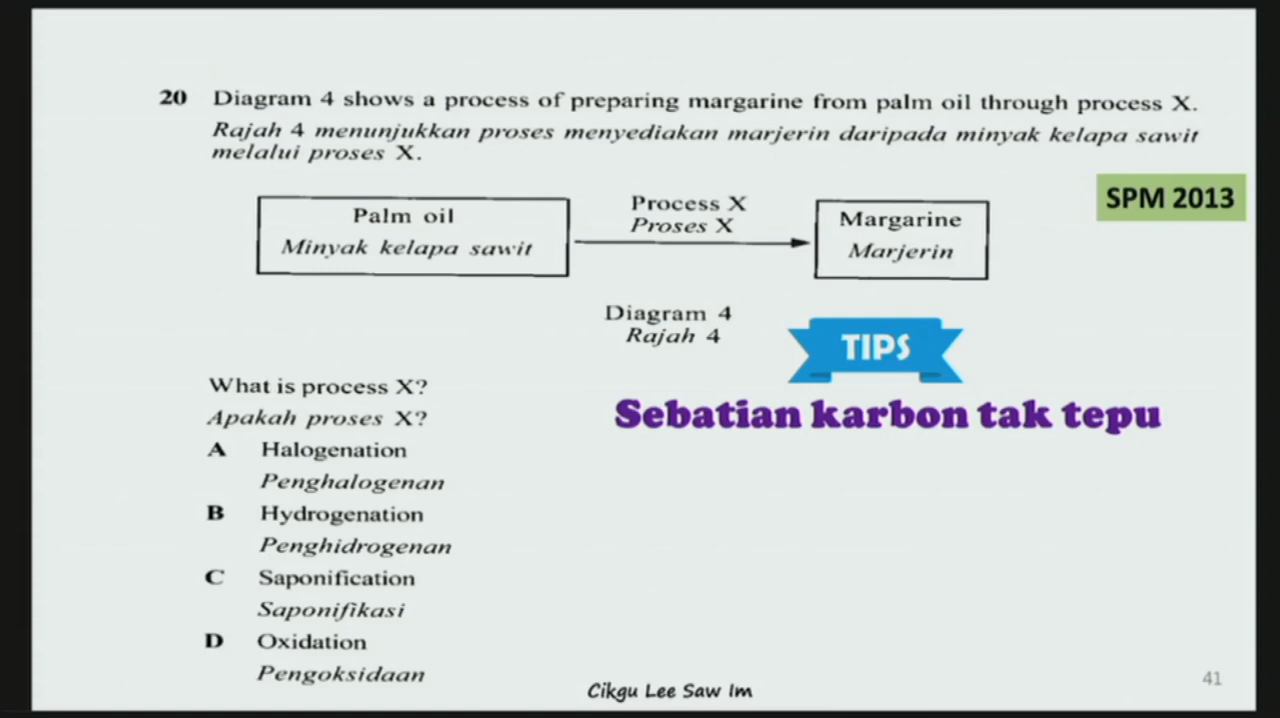 20 Diagram 4 shows a process of preparing margarine from palm oil through process X.
Rajah 4 menunjukkan proses menyediakan marjerin daripada minyak kelapa sawit
melalui proses X.
SPM 2013
Palm oil
Minyak kelapa sawit
Process X
Proses X
Margarine
Marjerin
Diagram 4
Rajah 4
TIPS
Sebatian karbon tak tepu
What is process X?
Apakah proses X?
A Halogenation
Penghalogenan
B Hydrogenation
Penghidrogenan
C Saponification
Saponifikasi
D Oxidation
Pengoksidaan
Cikgu Lee Saw Im
41